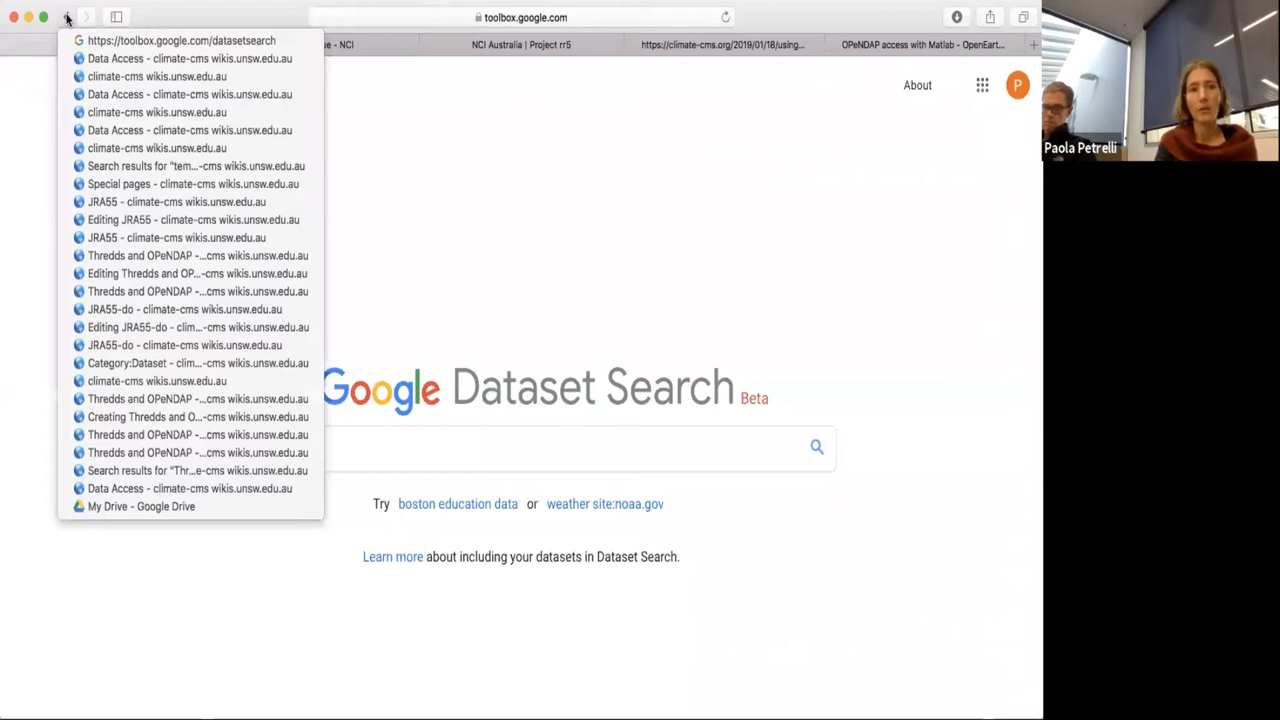 toolbox.google.com
ue - NCI
NCI Australia | Project rr5
https://climate-cms.org/2019/01/18/using...
OPeNDAP access with Matlab - OpenEart...
https://toolbox.google.com/datasetsearch
Data Access - climate-cms wikis.unsw.edu.au
climate-cms wikis.unsw.edu.au
Data Access - climate-cms wikis.unsw.edu.au
climate-cms wikis.unsw.edu.au
Data Access - climate-cms wikis.unsw.edu.au
climate-cms wikis.unsw.edu.au
Search results for "tem...-cms wikis.unsw.edu.au
Special pages - climate-cms wikis.unsw.edu.au
JRA55 - climate-cms wikis.unsw.edu.au
Editing JRA55 - climate-cms wikis.unsw.edu.au
JRA55 - climate-cms wikis.unsw.edu.au
Thredds and OPeNDAP -...cms wikis.unsw.edu.au
Editing Thredds and OP...-cms wikis.unsw.edu.au
Thredds and OPeNDAP -...cms wikis.unsw.edu.au
JRA55-do - climate-cms wikis.unsw.edu.au
Editing JRA55-do - clim...-cms wikis.unsw.edu.au
JRA55-do - climate-cms wikis.unsw.edu.au
Category:Dataset - clim...-cms wikis.unsw.edu.au
climate-cms wikis.unsw.edu.au
Thredds and OPeNDAP -...cms wikis.unsw.edu.au
Creating Thredds and O...-cms wikis.unsw.edu.au
Thredds and OPeNDAP -...cms wikis.unsw.edu.au
Thredds and OPeNDAP -...cms wikis.unsw.edu.au
Search results for "Thr...e-cms wikis.unsw.edu.au
Data Access - climate-cms wikis.unsw.edu.au
My Drive - Google Drive
About
P
Google Dataset Search Beta
Try boston education data or weather site:noaa.gov
Learn more about including your datasets in Dataset Search.
Paola Petrelli